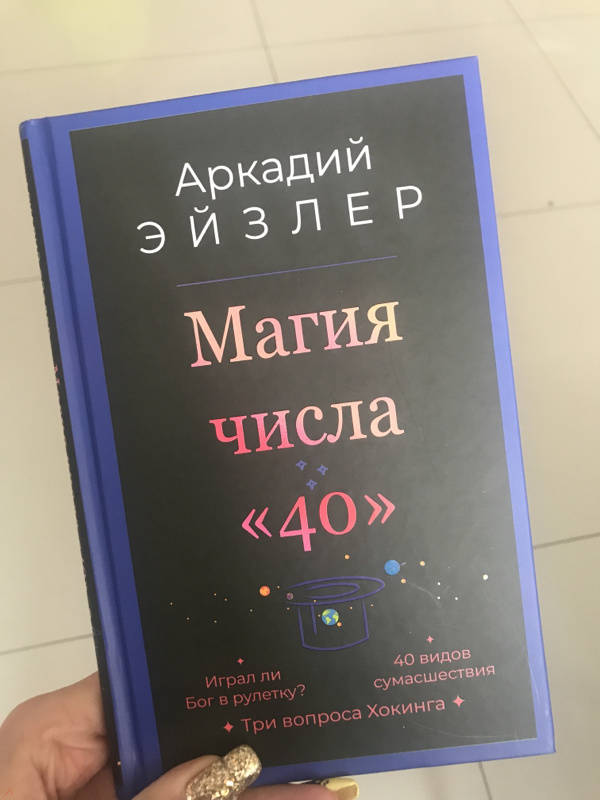 Аркадий
ЭЙЗЛЕР
Магия
числа
«40»
Играл ли
Бог в рулетку?
40 видов
сумасшествия
Три вопроса Хокинга